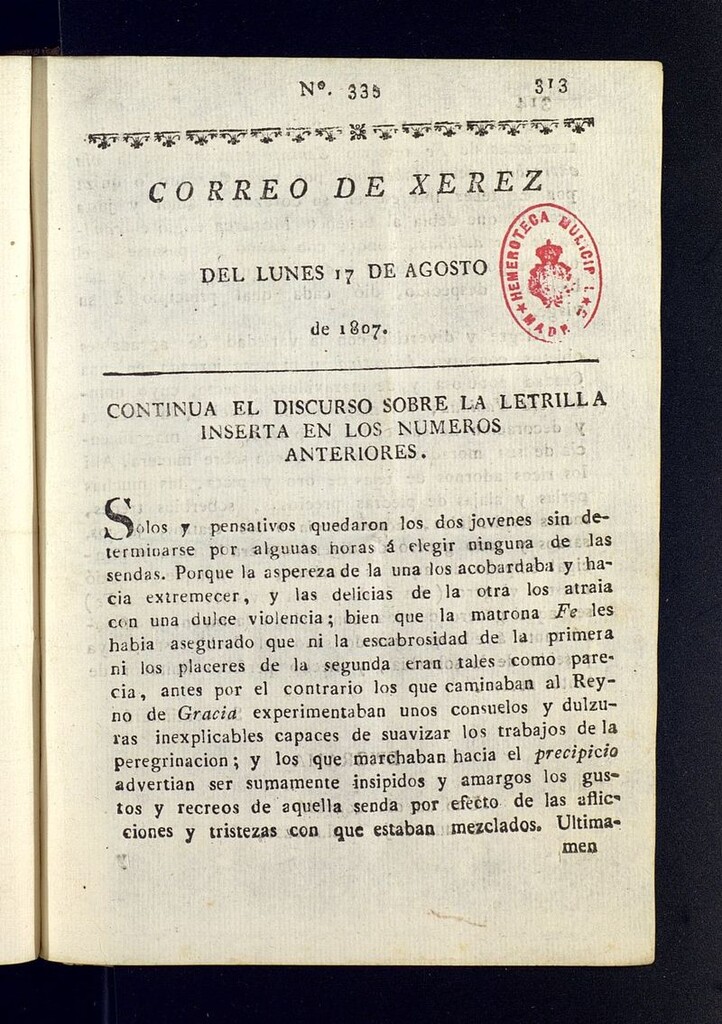 Nº. 335 313
CORREO DE XEREZ
DEL LUNES 17 DE AGOSTO
de 1807.
HEMEROTECA MUNICIPAL
MADRID
CONTINUA EL DISCURSO SOBRE LA LETRILLA
INSERTA EN LOS NUMEROS
ANTERIORES.
Solos y pensativos quedaron los dos jovenes sin de-
terminarse por algunas horas á elegir ninguna de las
sendas. Porque la aspereza de la una los acobardaba y ha-
cia extremecer, y las delicias de la otra los atraia
con una dulce violencia; bien que la matrona Fe les
habia asegurado que ni la escabrosidad de la primera
ni los placeres de la segunda eran tales como pare-
cia, antes por el contrario los que caminaban al Rey-
no de Gracia experimentaban unos consuelos y dulzu-
ras inexplicables capaces de suavizar los trabajos de la
peregrinacion; y los que marchaban hacia el precipicio
advertian ser sumamente insipidos y amargos los gus-
tos y recreos de aquella senda por efecto de las aflic-
ciones y tristezas con que estaban mezclados. Ultima-
men